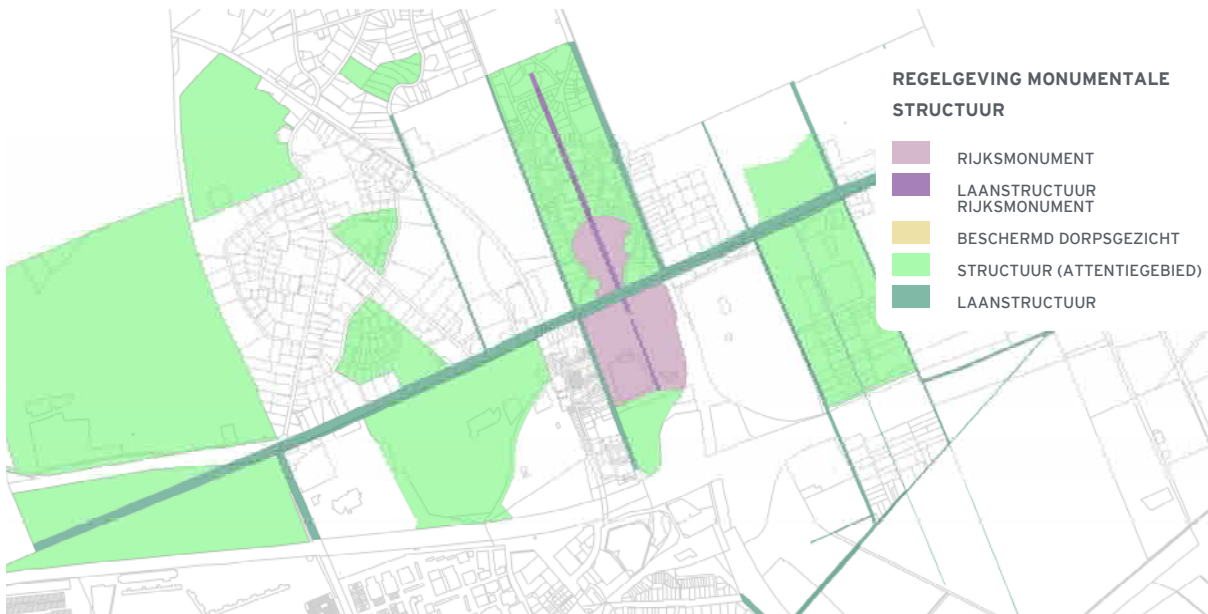 REGELGEVING MONUMENTALE
STRUCTUUR
RIJKSMONUMENT
LAANSTRUCTUUR
RIJKSMONUMENT
BESCHERMD DORPSGEZICHT
STRUCTUUR (ATTENTIEGEBIED)
LAANSTRUCTUUR